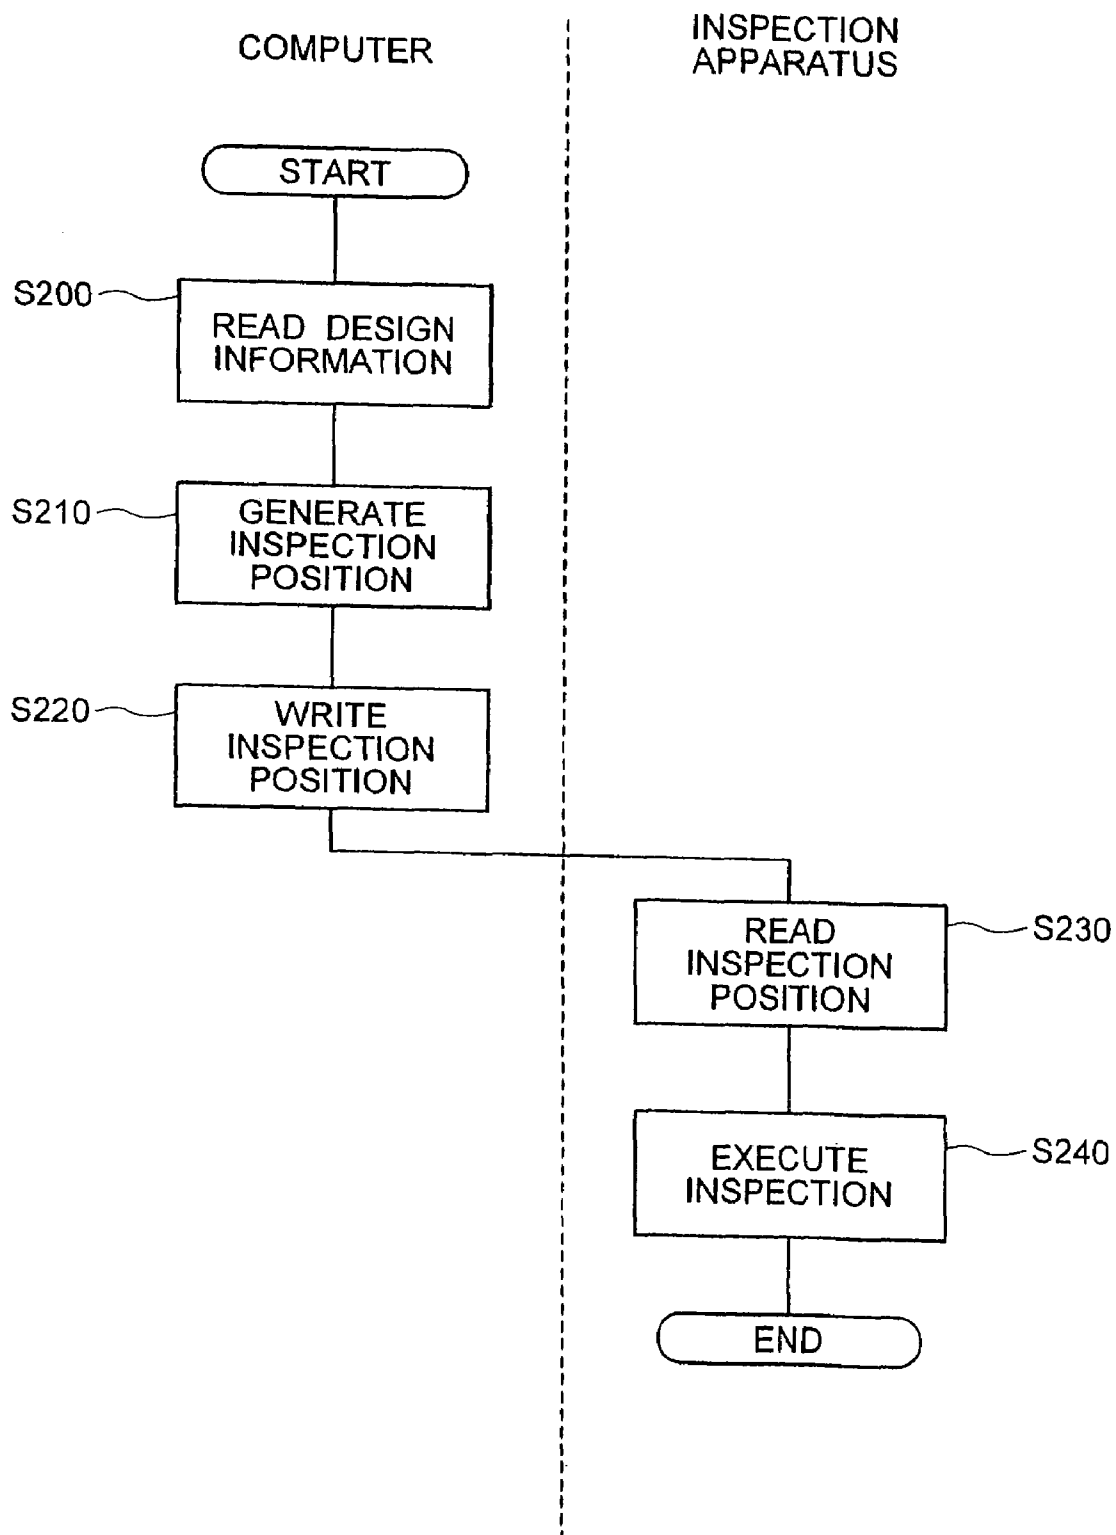 COMPUTER
INSPECTION
APPARATUS
START
S200
READ DESIGN
INFORMATION
S210
GENERATE
INSPECTION
POSITION
S220
WRITE
INSPECTION
POSITION
READ
INSPECTION
POSITION
S230
EXECUTE
INSPECTION
S240
END